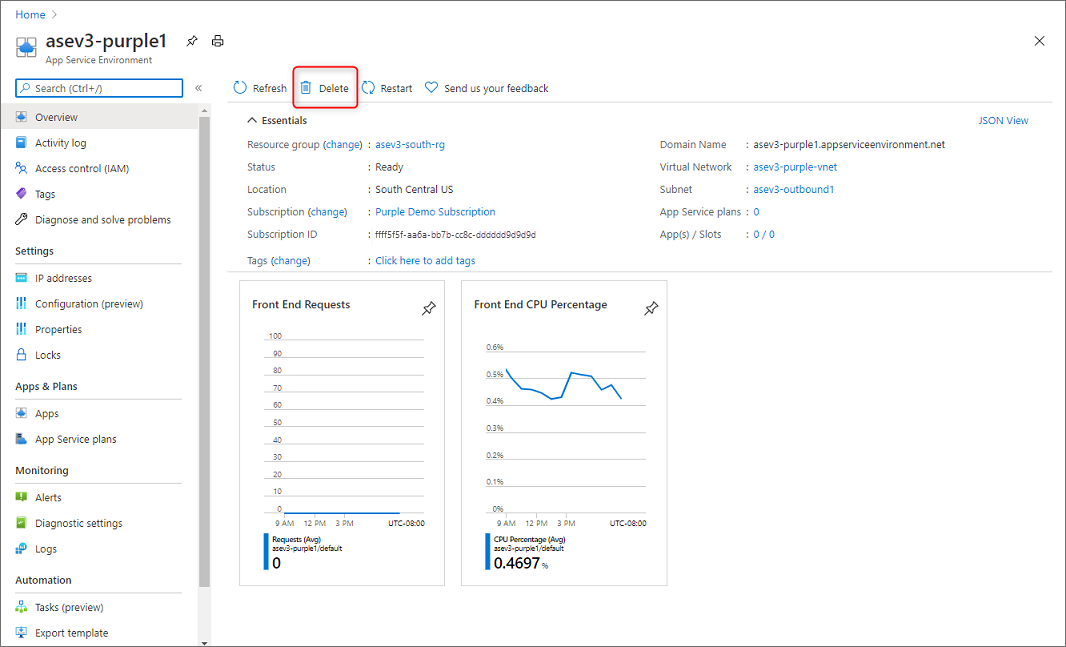 Home
asev3-purple1
App Service Environment
Search (Ctrl+/)
«
Overview
Activity log
Access control (IAM)
Tags
Diagnose and solve problems
Settings
IP addresses
Configuration (preview)
Properties
Locks
Apps & Plans
Apps
App Service plans
Monitoring
Alerts
Diagnostic settings
Logs
Automation
Tasks (preview)
Export template
Refresh Delete Restart Send us your feedback
Essentials JSON View
Resource group (change) : asev3-south-rg
Status : Ready
Location : South Central US
Subscription (change) : Purple Demo Subscription
Subscription ID : ffff5f5f-aa6a-bb7b-cc8c-dddddd9d9d9d
Tags (change) : Click here to add tags
Domain Name : asev3-purple1.appserviceenvironment.net
Virtual Network : asev3-purple-vnet
Subnet : asev3-outbound1
App Service plans : 0
App(s) / Slots : 0 / 0
Front End Requests
100
90
80
70
60
50
40
30
20
10
0
9 AM 12 PM 3 PM UTC-08:00
Requests (Avg)
asev3-purple1/default
0
Front End CPU Percentage
0.6%
0.5%
0.4%
0.3%
0.2%
0.1%
0%
9 AM 12 PM 3 PM UTC-08:00
CPU Percentage (Avg)
asev3-purple1/default
0.4697 %